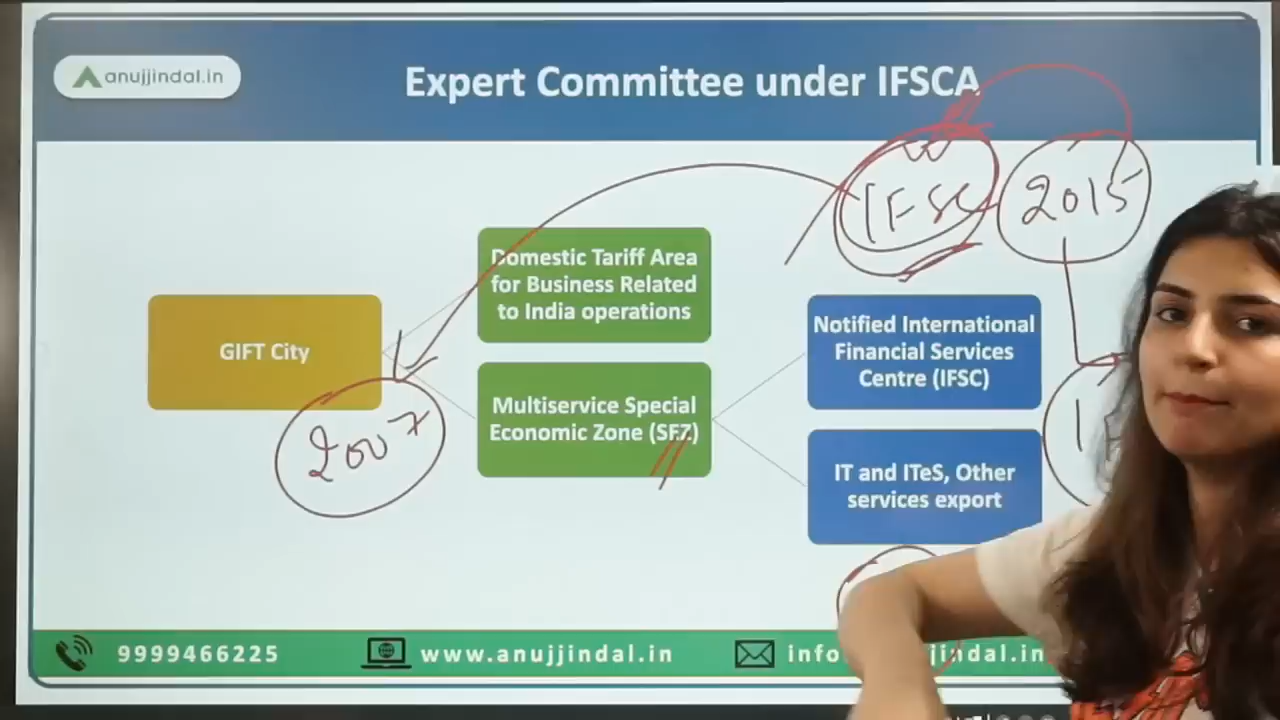 anujjindal.in
Expert Committee under IFSCA
IFSC
2015
Domestic Tariff Area
for Business Related
to India operations
GIFT City
Notified International
Financial Services
Centre (IFSC)
Multiservice Special
Economic Zone (SEZ)
2007
IT and ITeS, Other
services export
9999466225
www.anujjindal.in
info
jindal.in